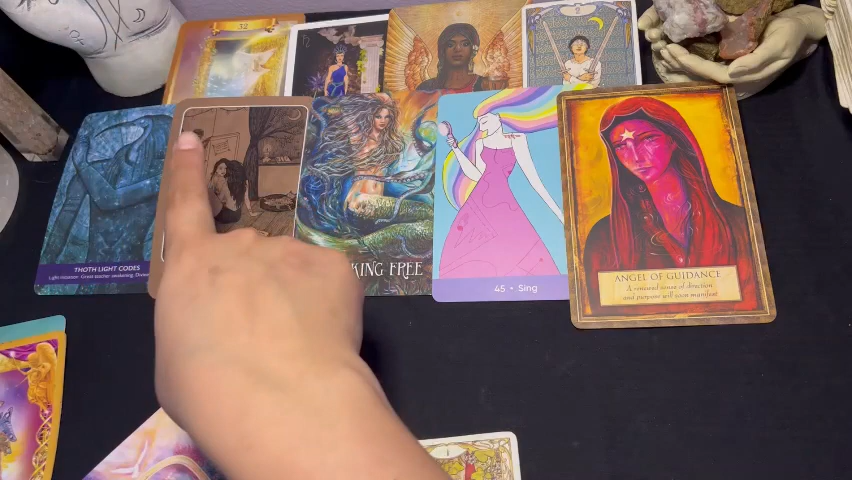 32
THOTH LIGHT CODES
KING FREE
45 • Sing
ANGEL OF GUIDANCE
A renewed sense of direction
and purpose will soon manifest